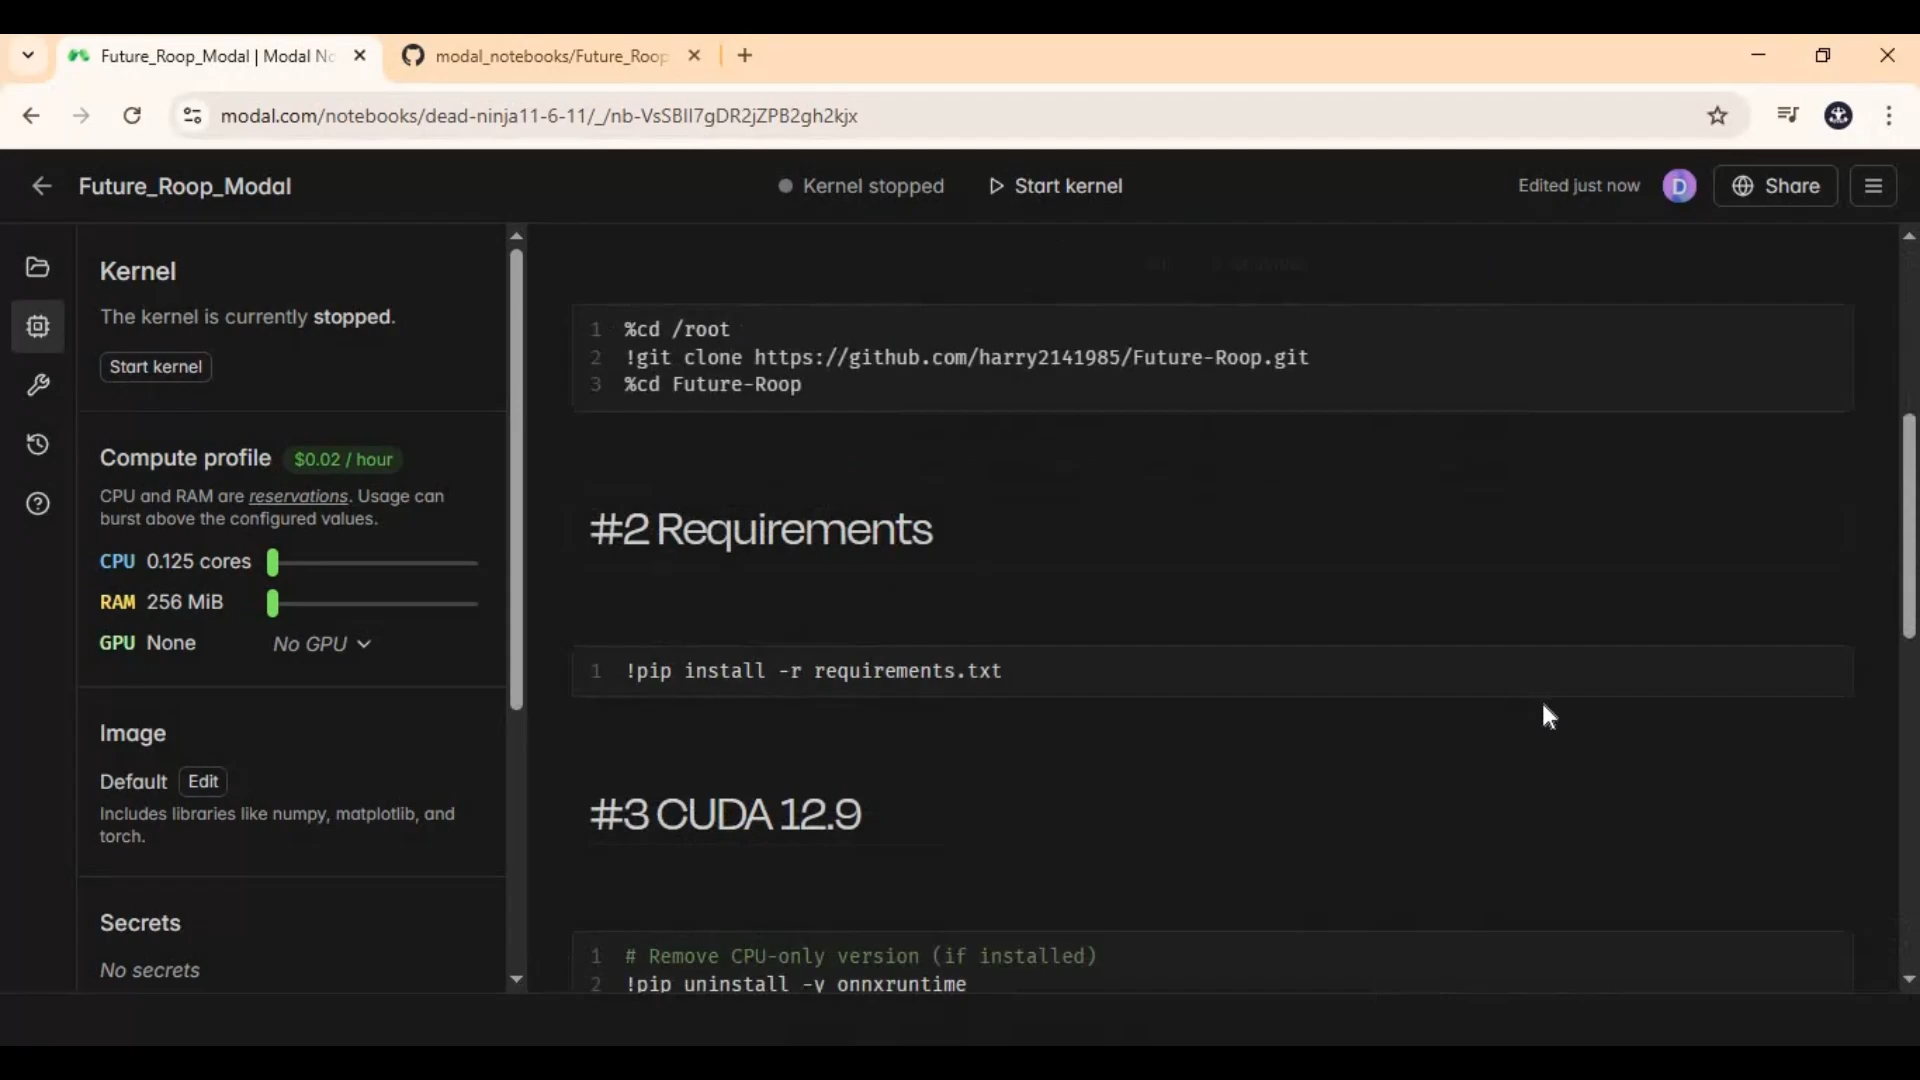 Future_Roop_Modal | Modal No
modal_notebooks/Future_Roop
modal.com/notebooks/dead-ninja11-6-11/_/nb-VsSBII7gDR2jZPB2gh2kjx
Future_Roop_Modal
Kernel stopped
Start kernel
Edited just now
D
Share
Kernel
The kernel is currently stopped.
Start kernel
Compute profile $0.02 / hour
CPU and RAM are reservations. Usage can
burst above the configured values.
CPU 0.125 cores
RAM 256 MiB
GPU None No GPU
Image
Default Edit
Includes libraries like numpy, matplotlib, and
torch.
Secrets
No secrets
1 %cd /root
2 !git clone https://github.com/harry2141985/Future-Roop.git
3 %cd Future-Roop
#2 Requirements
1 !pip install -r requirements.txt
#3 CUDA 12.9
1 # Remove CPU-only version (if installed)
2 !pip uninstall -y onnxruntime